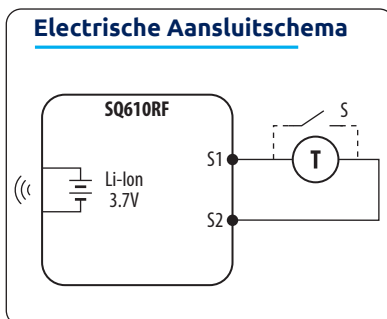 Electrische Aansluitschema
SQ610RF
S
S1
T
Li-Ion
3.7V
S2